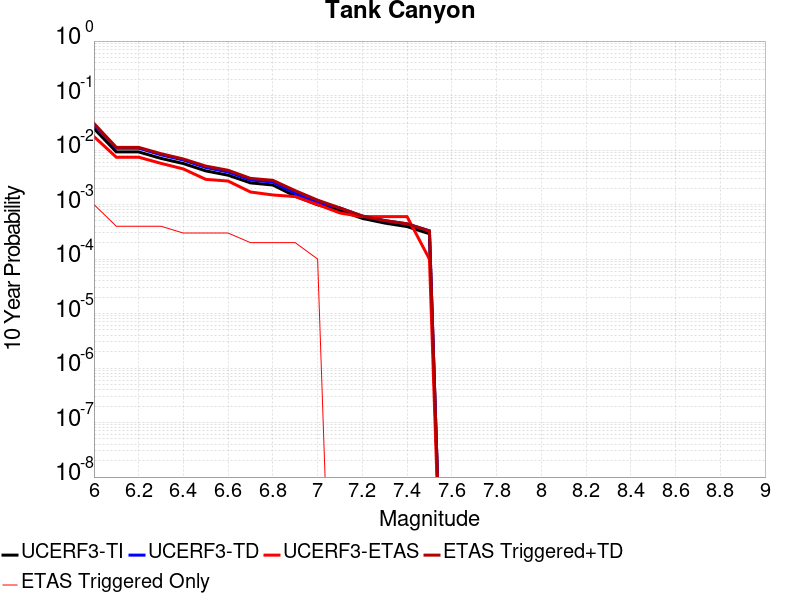 Tank Canyon
10 Year Probability
10^0
10^-1
10^-2
10^-3
10^-4
10^-5
10^-6
10^-7
10^-8
6 6.2 6.4 6.6 6.8 7 7.2 7.4 7.6 7.8 8 8.2 8.4 8.6 8.8 9
Magnitude
UCERF3-TI UCERF3-TD UCERF3-ETAS ETAS Triggered+TD
ETAS Triggered Only